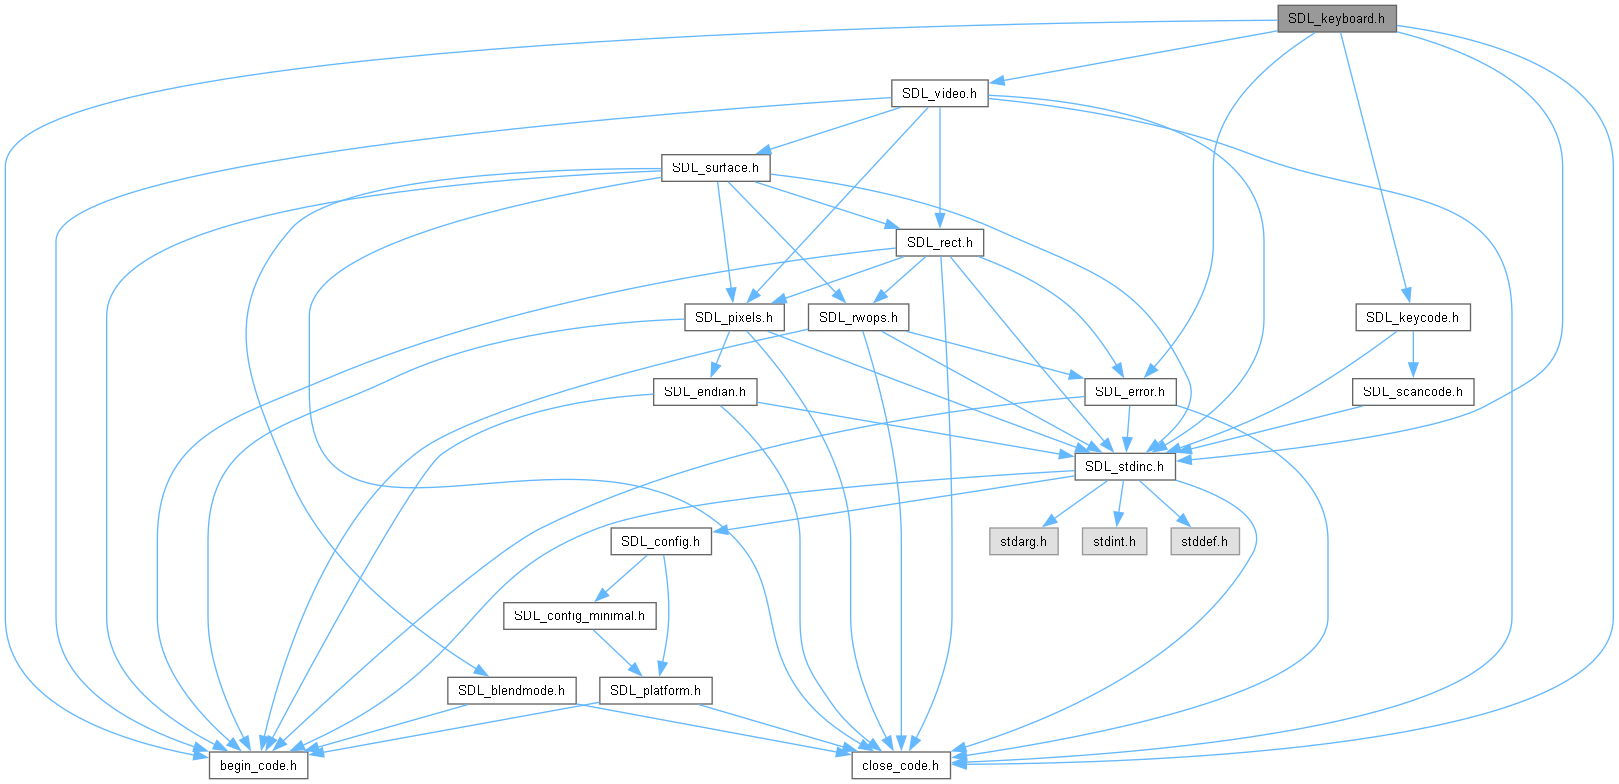 SDL_keyboard.h
SDL_video.h
SDL_surface.h
SDL_rect.h
SDL_pixels.h
SDL_rwops.h
SDL_keycode.h
SDL_endian.h
SDL_error.h
SDL_scancode.h
SDL_stdinc.h
SDL_config.h
stdarg.h
stdint.h
stddef.h
SDL_config_minimal.h
SDL_blendmode.h
SDL_platform.h
begin_code.h
close_code.h